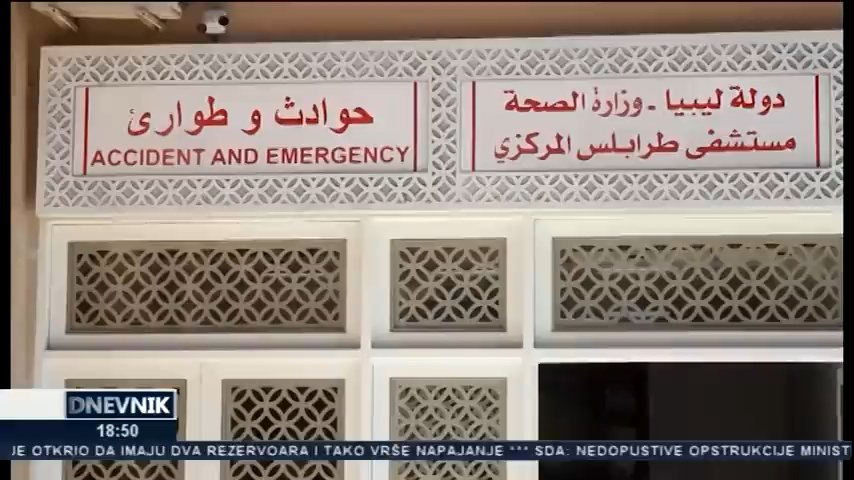 دولة ليبيا - وزارة الصحة
مستشفى طرابلس المركزي
حوادث و طوارئ
ACCIDENT AND EMERGENCY
DNEVNIK
18:50
JE OTKRIO DA IMAJU DVA REZERVOARA I TAKO VRŠE NAPAJANJE *** SDA: NEDOPUSTIVE OPSTRUKCIJE MINIST